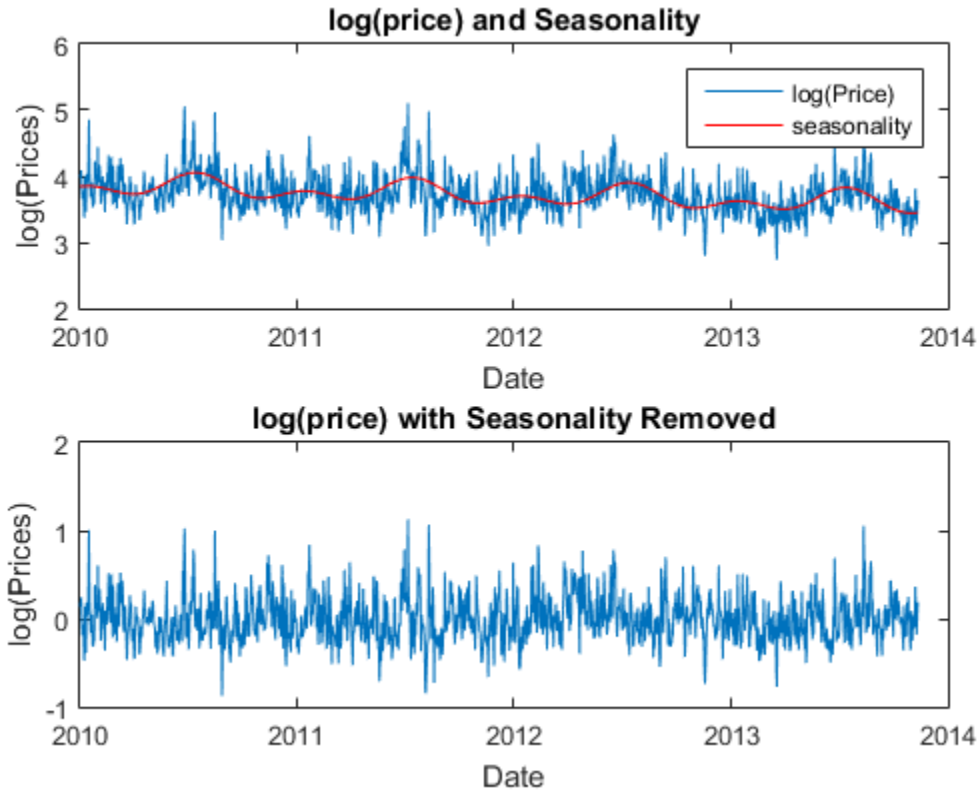 log(price) and Seasonality
log(Prices)
6
5
4
3
2
log(Price)
seasonality
2010
2011
2012
2013
2014
Date
log(price) with Seasonality Removed
log(Prices)
2
1
0
-1
2010
2011
2012
2013
2014
Date